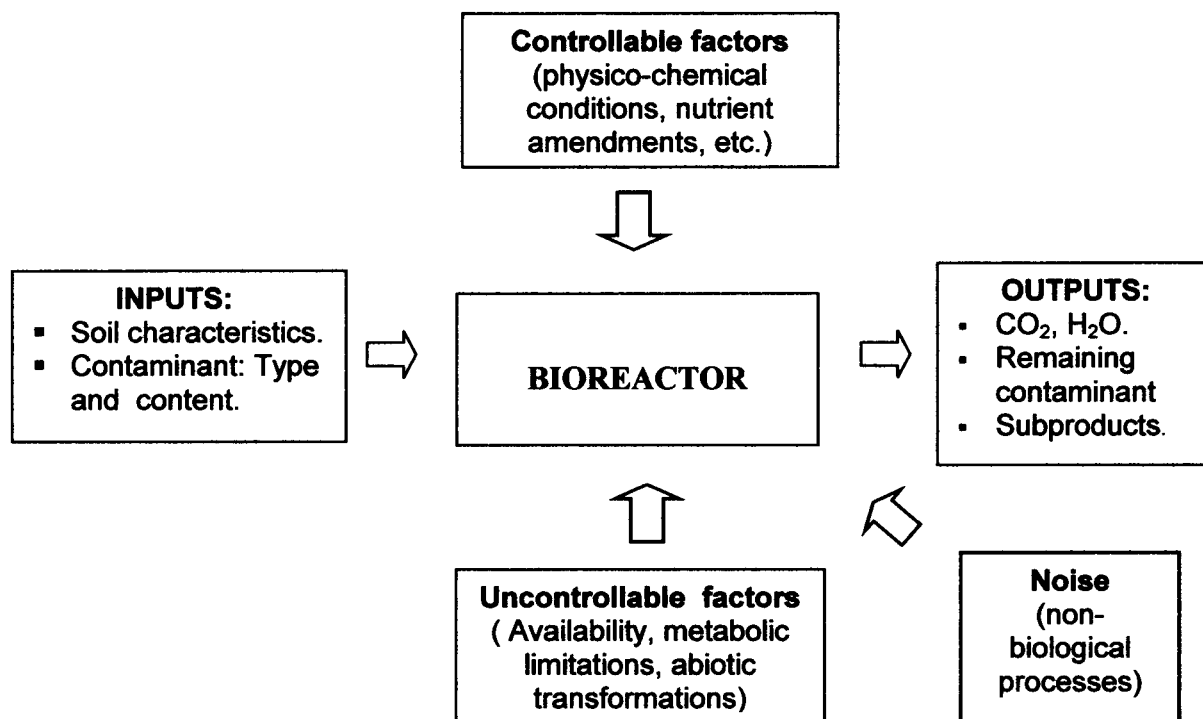 Controllable factors
(physico-chemical
conditions, nutrient
amendments, etc.)
INPUTS:
▪ Soil characteristics.
▪ Contaminant: Type
and content.
BIOREACTOR
OUTPUTS:
▪ CO₂, H₂O.
▪ Remaining
contaminant
▪ Subproducts.
Uncontrollable factors
( Availability, metabolic
limitations, abiotic
transformations)
Noise
(non-
biological
processes)